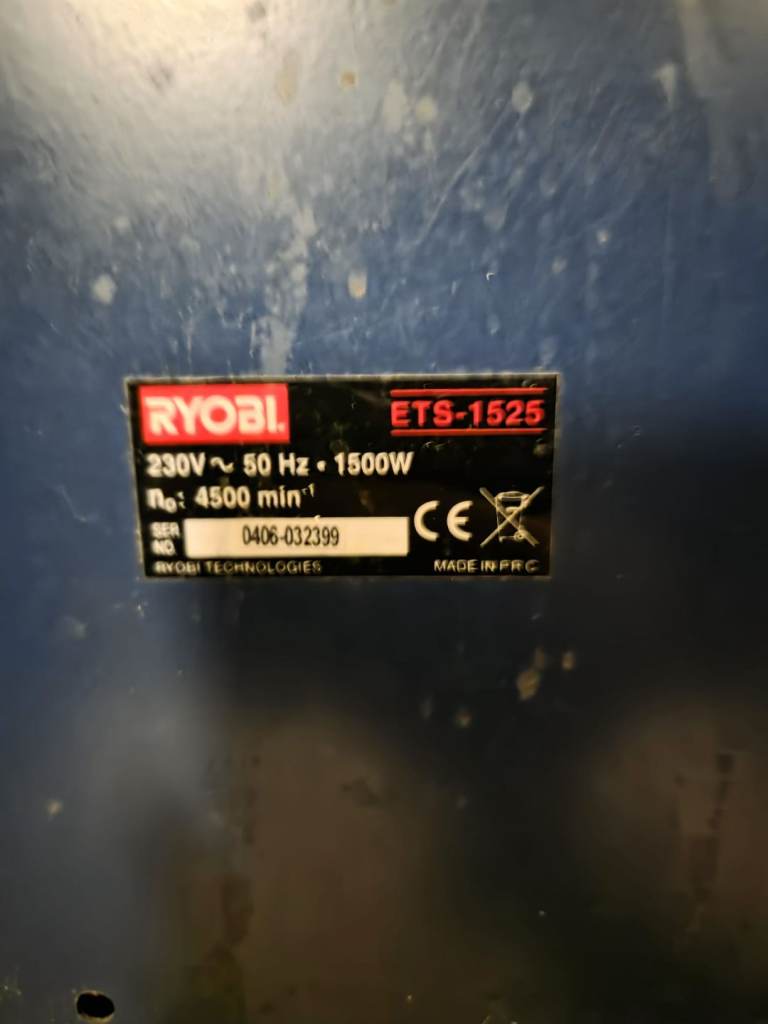 RYOBI. ETS-1525
230V ~ 50 Hz • 1500W
n₀: 4500 min⁻¹
SER NO. 0406-032399 CE
RYOBI TECHNOLOGIES MADE IN P R C